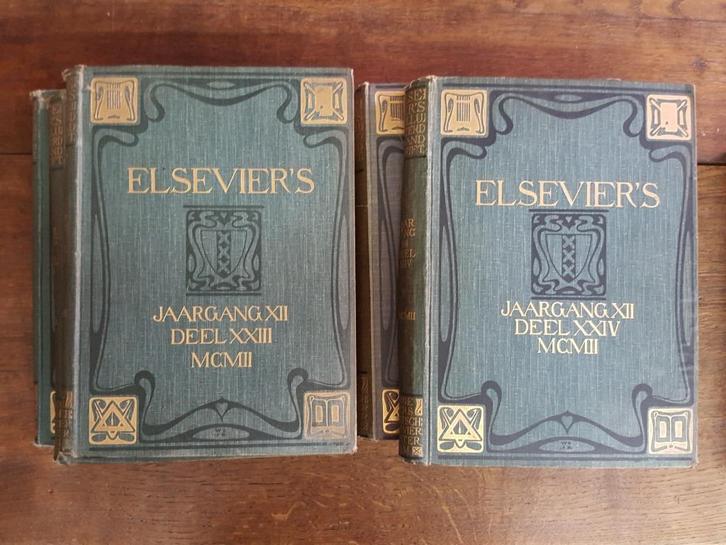 ELSEVIER'S
JAARGANG XII
DEEL XXIII
MCMII
ELSEVIER'S
JAARGANG XII
DEEL XXIV
MCMII